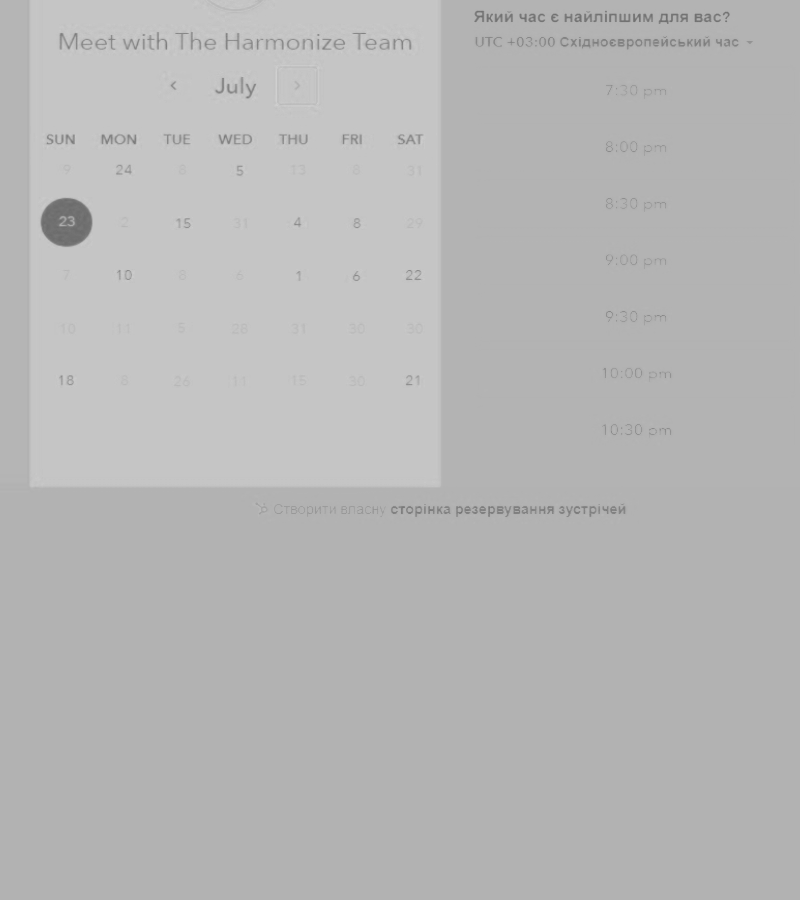 Meet with The Harmonize Team
July
SUN MON TUE WED THU FRI SAT
9 24 8 5 13 8 31
23 2 15 31 4 8 29
7 10 8 6 1 6 22
10 11 5 28 31 30 30
18 8 26 11 15 30 21
Який час є найліпшим для вас?
UTC +03:00 Східноєвропейський час
7:30 pm
8:00 pm
8:30 pm
9:00 pm
9:30 pm
10:00 pm
10:30 pm
Створити власну сторінка резервування зустрічей